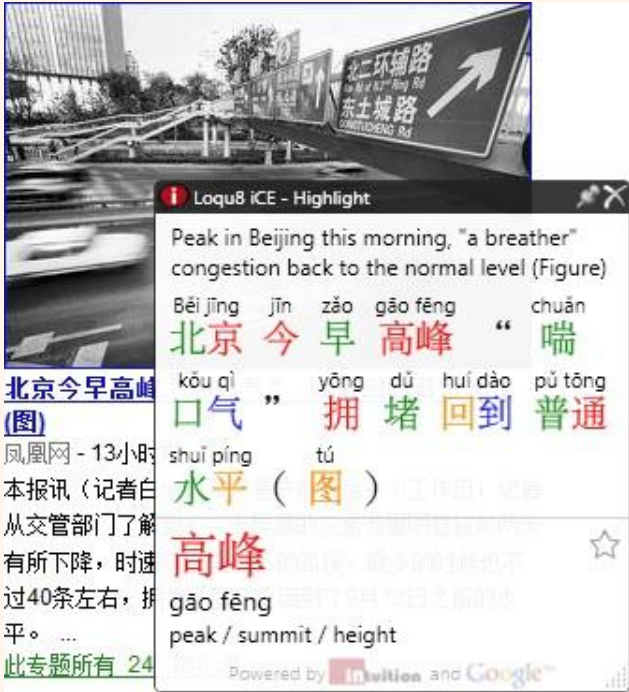 北二环辅路
东土城路
DONGTUCHENG Rd
Loqu8 iCE - Highlight
Peak in Beijing this morning, "a breather"
congestion back to the normal level (Figure)
Běi jīng jīn zǎo gāo fēng chuǎn
北京 今 早 高峰 “ 喘
kǒu qì yōng dǔ huí dào pǔ tōng
口气 ” 拥 堵 回到 普通
shuǐ píng tú
水平 ( 图 )
高峰
gāo fēng
peak / summit / height
Powered by Intuition and Google
北京今早高峰
(图)
凤凰网 - 13小时
本报讯（记者白
从交管部门了解
有所下降，时速
过40条左右，拥
平。 ...
此专题所有 24